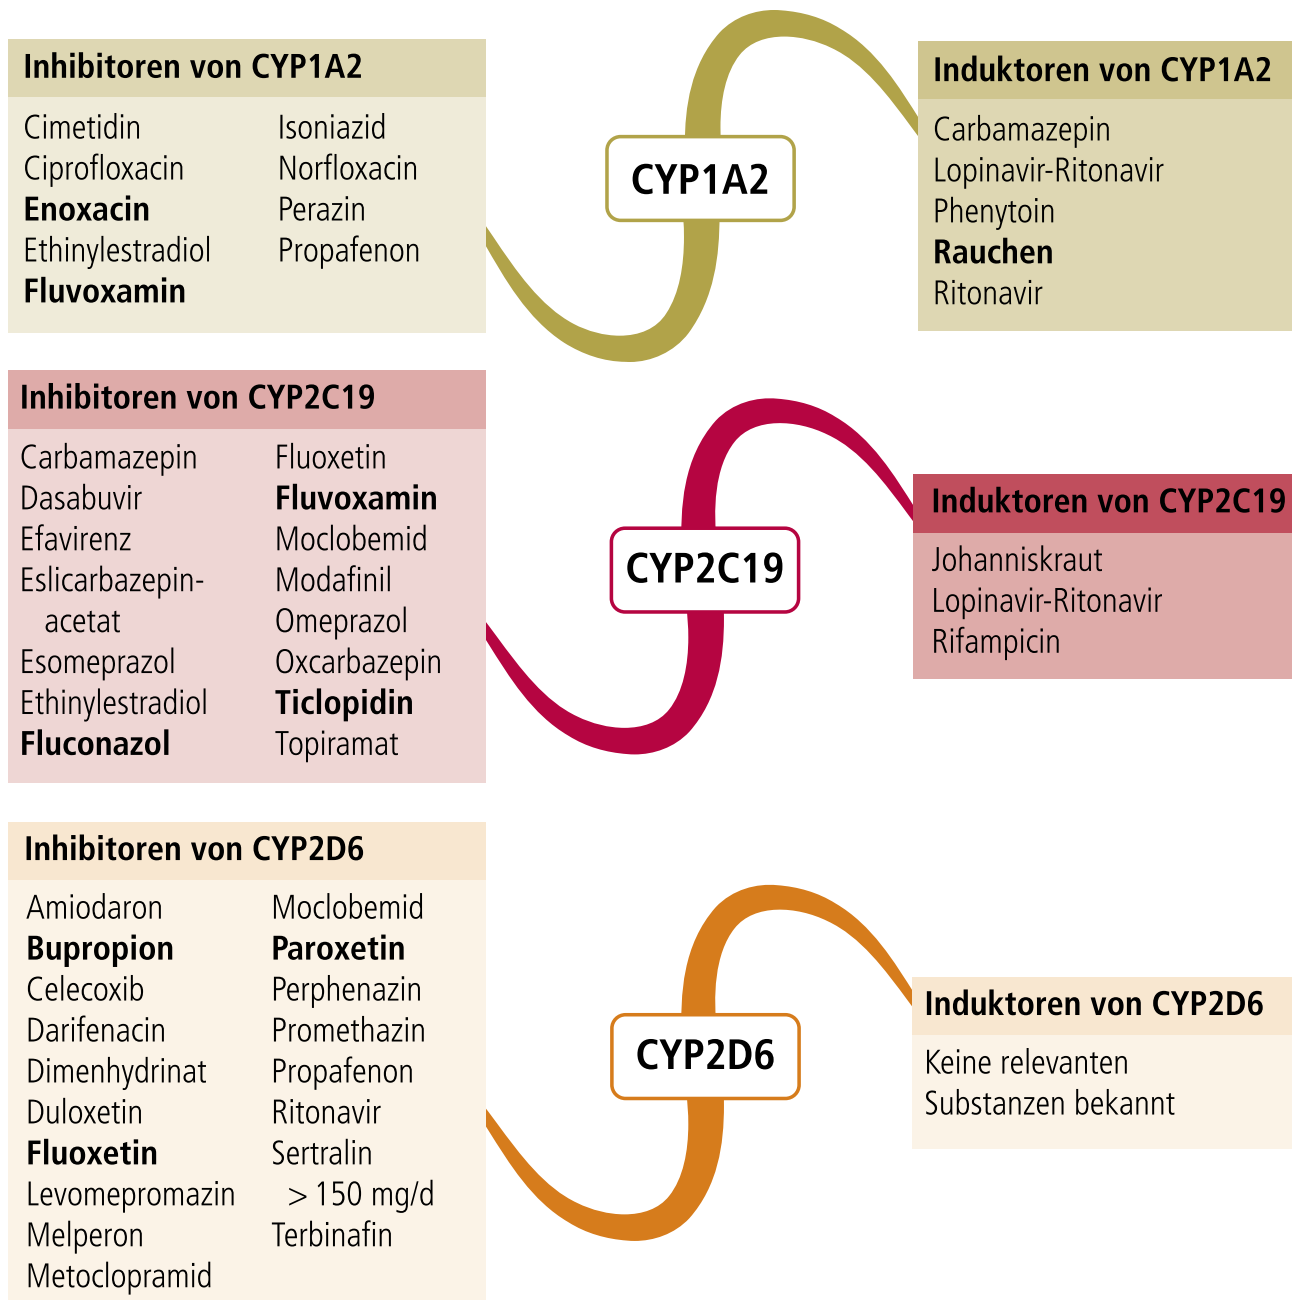 Inhibitoren von CYP1A2
Cimetidin
Ciprofloxacin
Enoxacin
Ethinylestradiol
Fluvoxamin
Isoniazid
Norfloxacin
Perazin
Propafenon
CYP1A2
Induktoren von CYP1A2
Carbamazepin
Lopinavir-Ritonavir
Phenytoin
Rauchen
Ritonavir
Inhibitoren von CYP2C19
Carbamazepin
Dasabuvir
Efavirenz
Eslicarbazepin-
acetat
Esomeprazol
Ethinylestradiol
Fluconazol
Fluoxetin
Fluvoxamin
Moclobemid
Modafinil
Omeprazol
Oxcarbazepin
Ticlopidin
Topiramat
CYP2C19
Induktoren von CYP2C19
Johanniskraut
Lopinavir-Ritonavir
Rifampicin
Inhibitoren von CYP2D6
Amiodaron
Bupropion
Celecoxib
Darifenacin
Dimenhydrinat
Duloxetin
Fluoxetin
Levomepromazin
Melperon
Metoclopramid
Moclobemid
Paroxetin
Perphenazin
Promethazin
Propafenon
Ritonavir
Sertralin
> 150 mg/d
Terbinafin
CYP2D6
Induktoren von CYP2D6
Keine relevanten
Substanzen bekannt